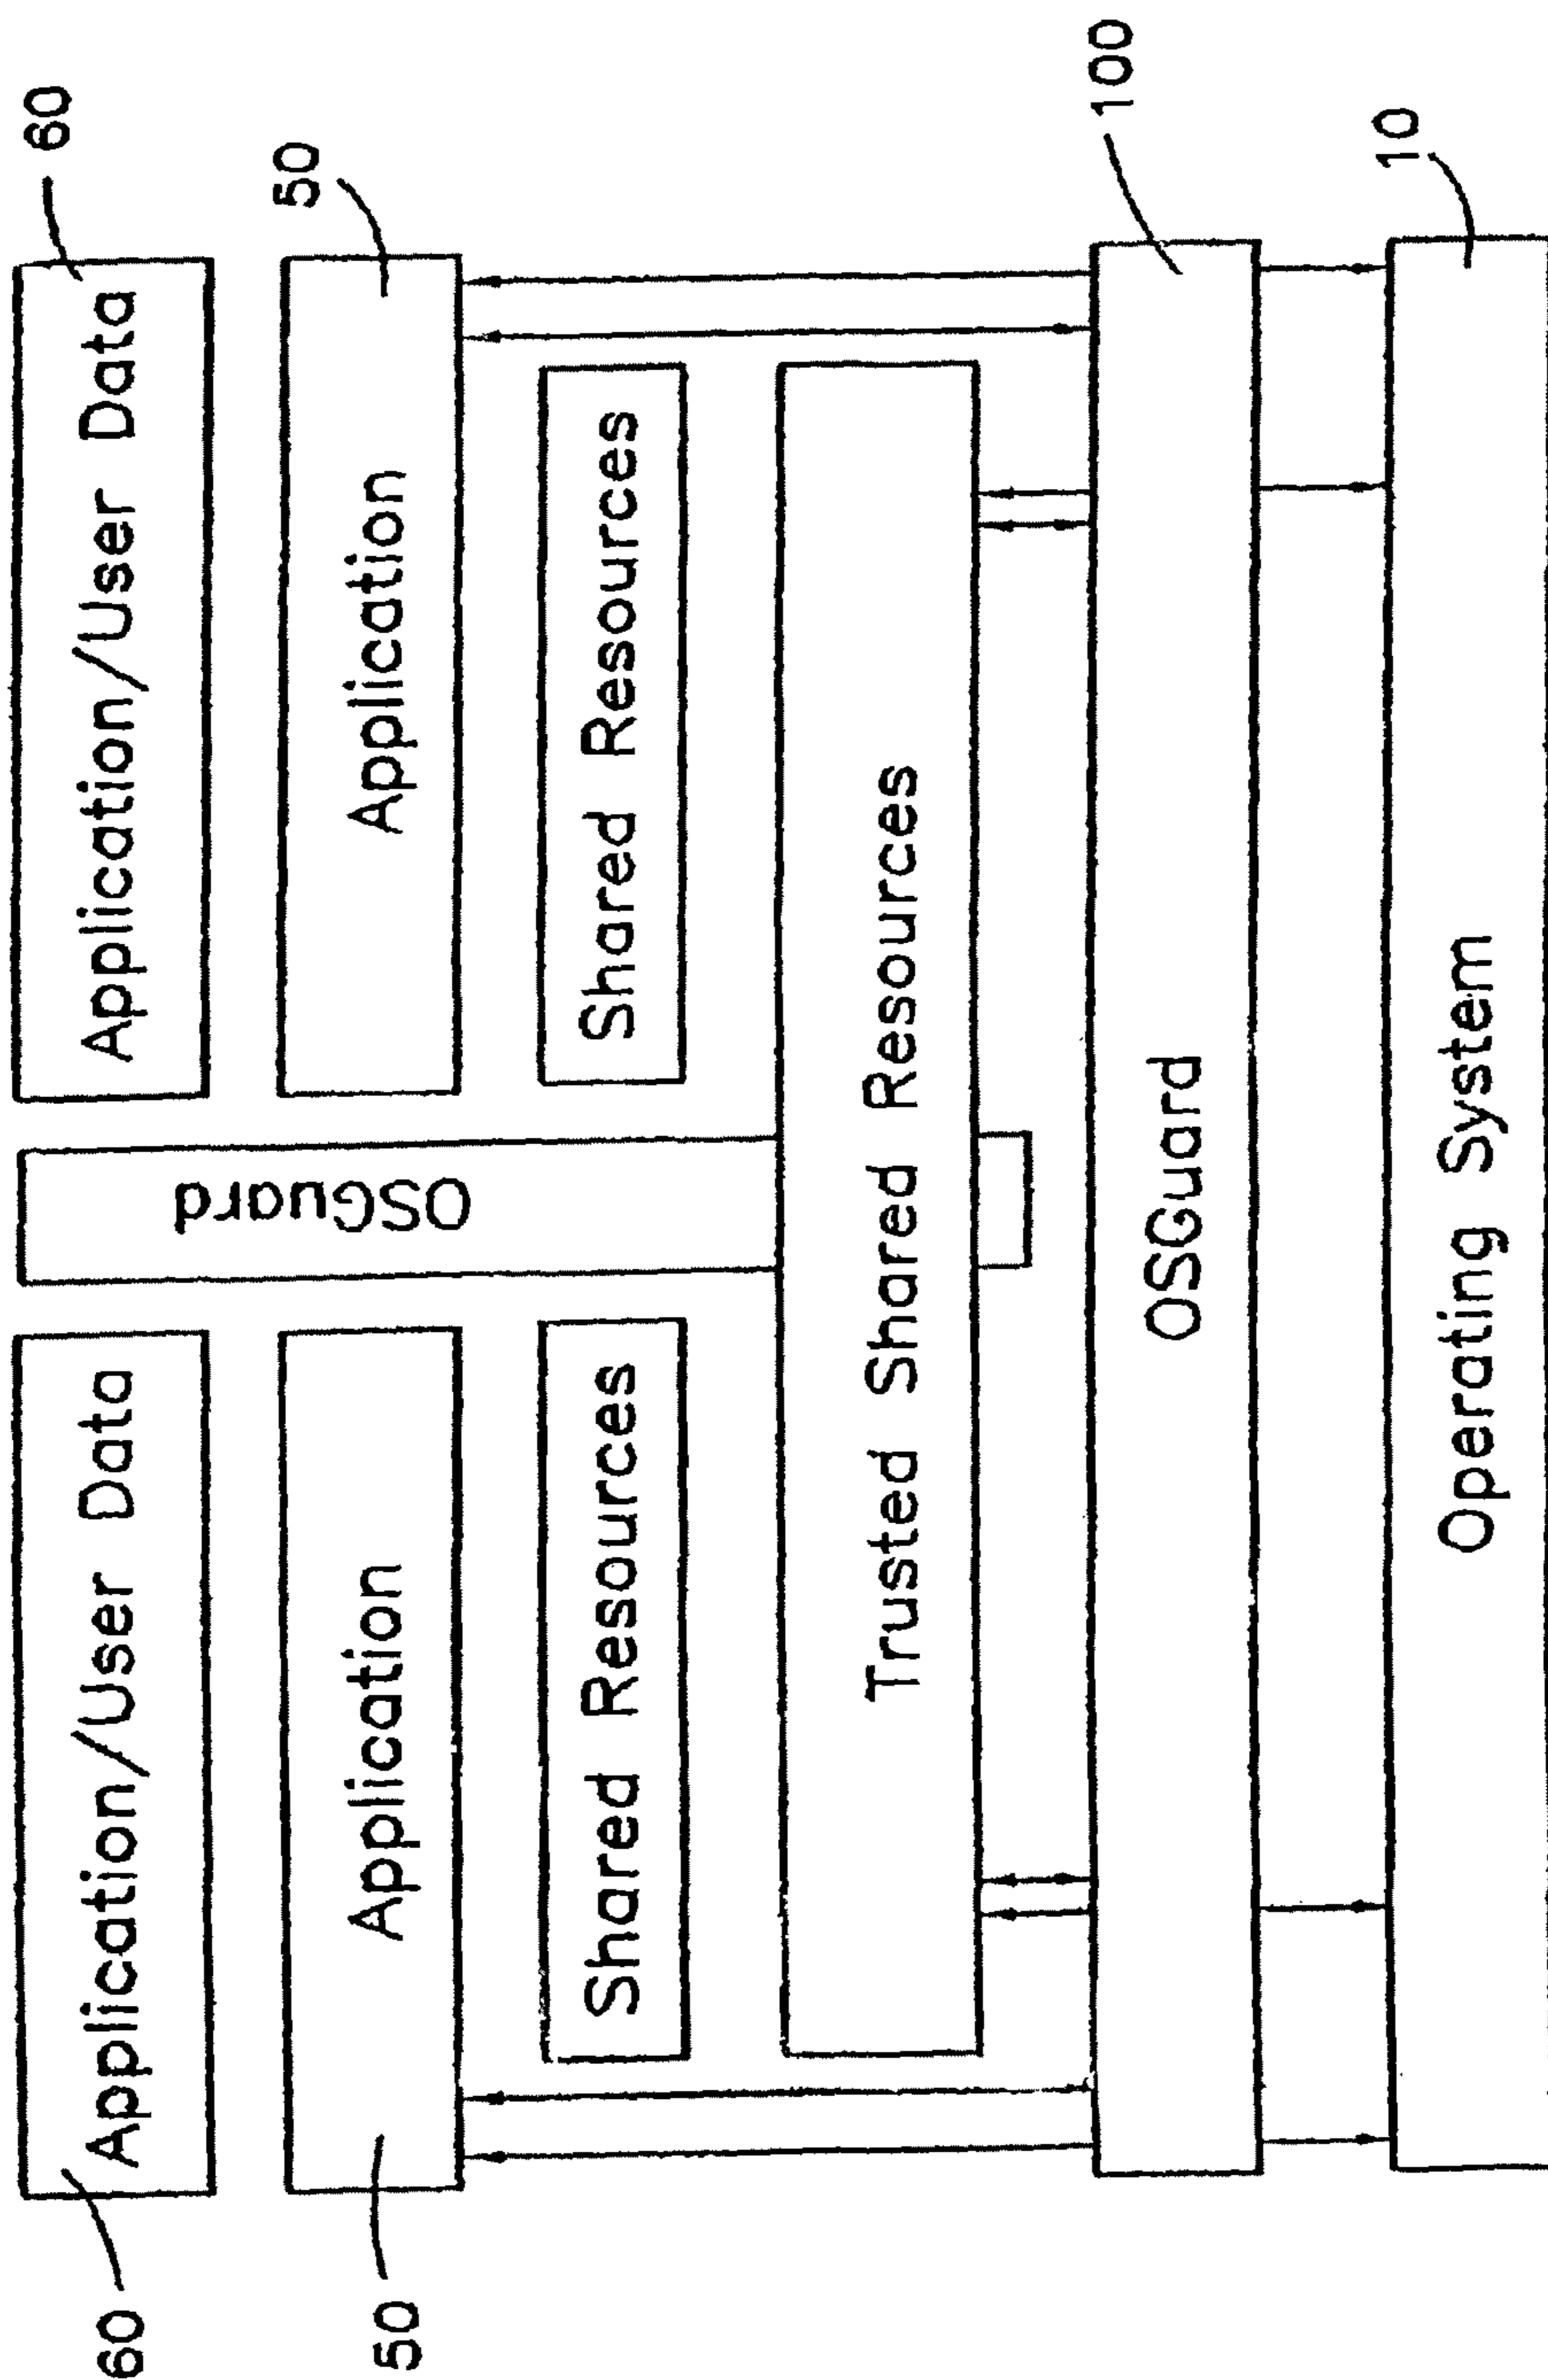 60
Application/User Data
OSGuard
Application/User Data
60
50
Application
Application
50
Shared Resources
Shared Resources
Trusted Shared Resources
OSGuard
100
Operating System
10